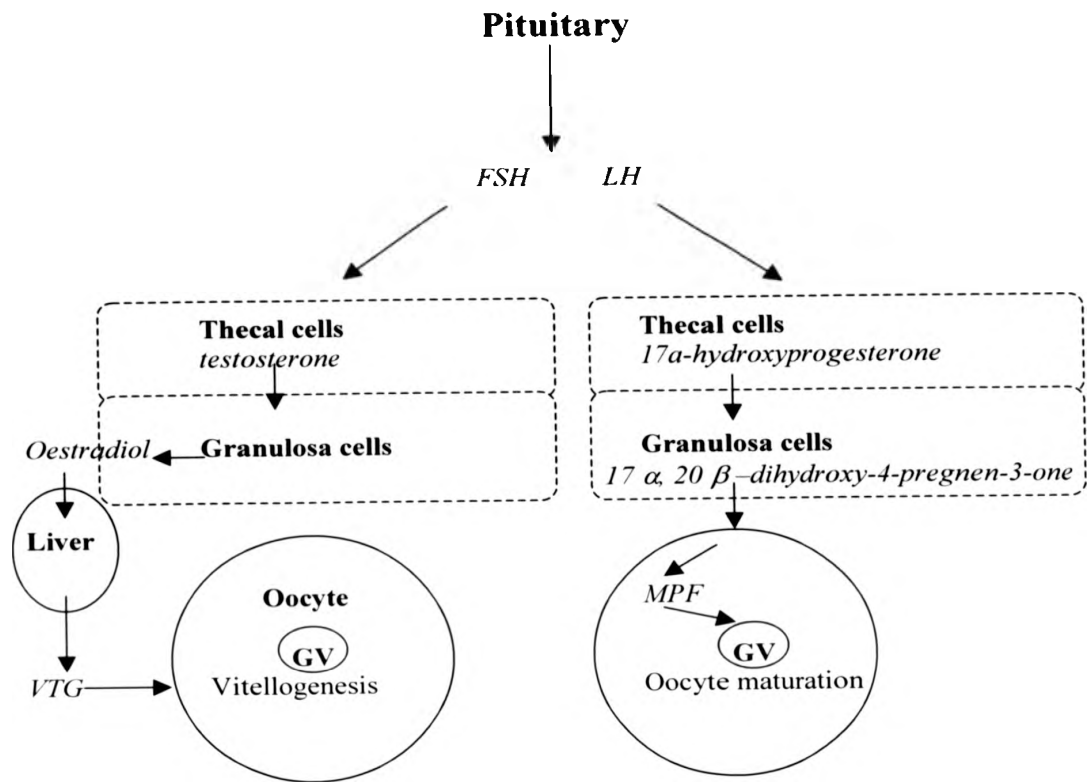 Pituitary
FSH LH
Thecal cells
testosterone
Granulosa cells
Oestradiol
Liver
VTG
Oocyte
GV
Vitellogenesis
Thecal cells
17a-hydroxyprogesterone
Granulosa cells
17 α, 20 β –dihydroxy-4-pregnen-3-one
MPF
GV
Oocyte maturation